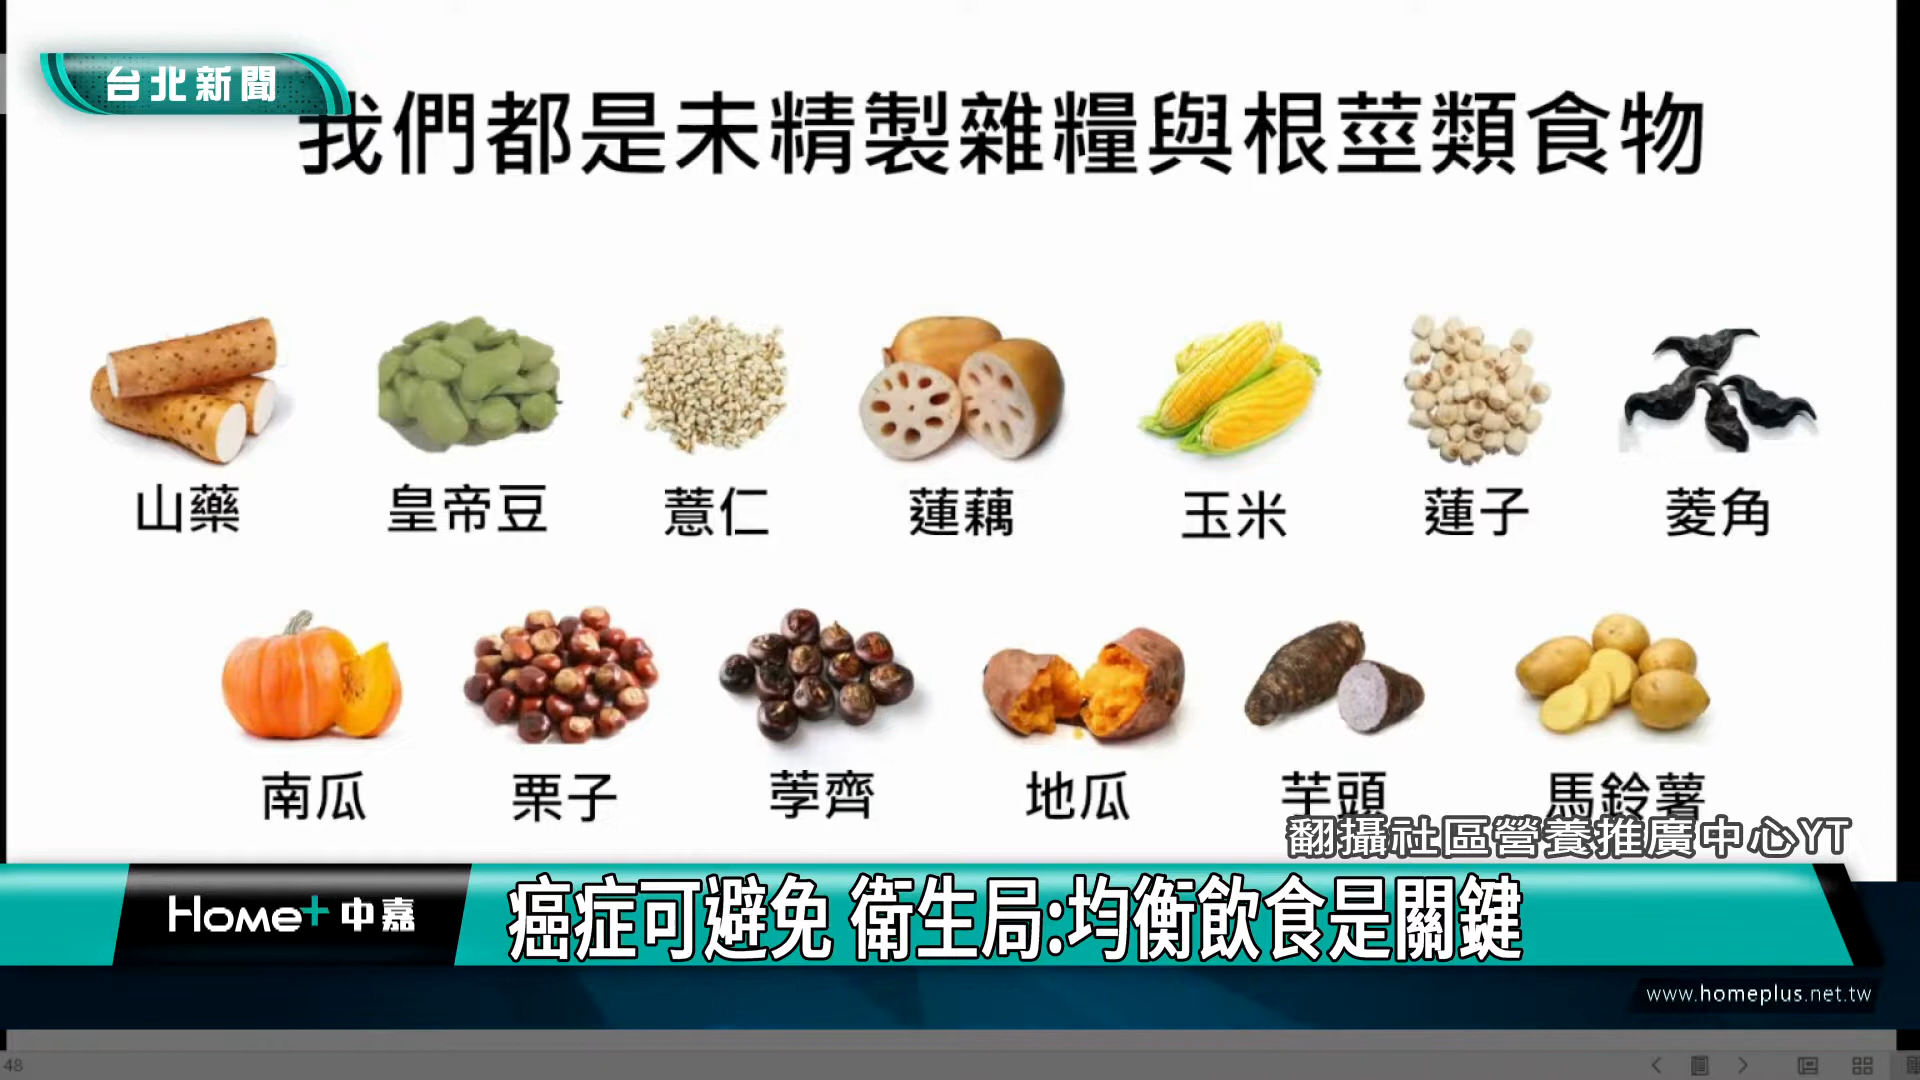 台北新聞
我們都是未精製雜糧與根莖類食物
山藥 皇帝豆 薏仁 蓮藕 玉米 蓮子 菱角
南瓜 栗子 荸薺 地瓜 芋頭 馬鈴薯
翻攝社區營養推廣中心YT
Home+中嘉
癌症可避免 衛生局:均衡飲食是關鍵
www.homeplus.net.tw
48